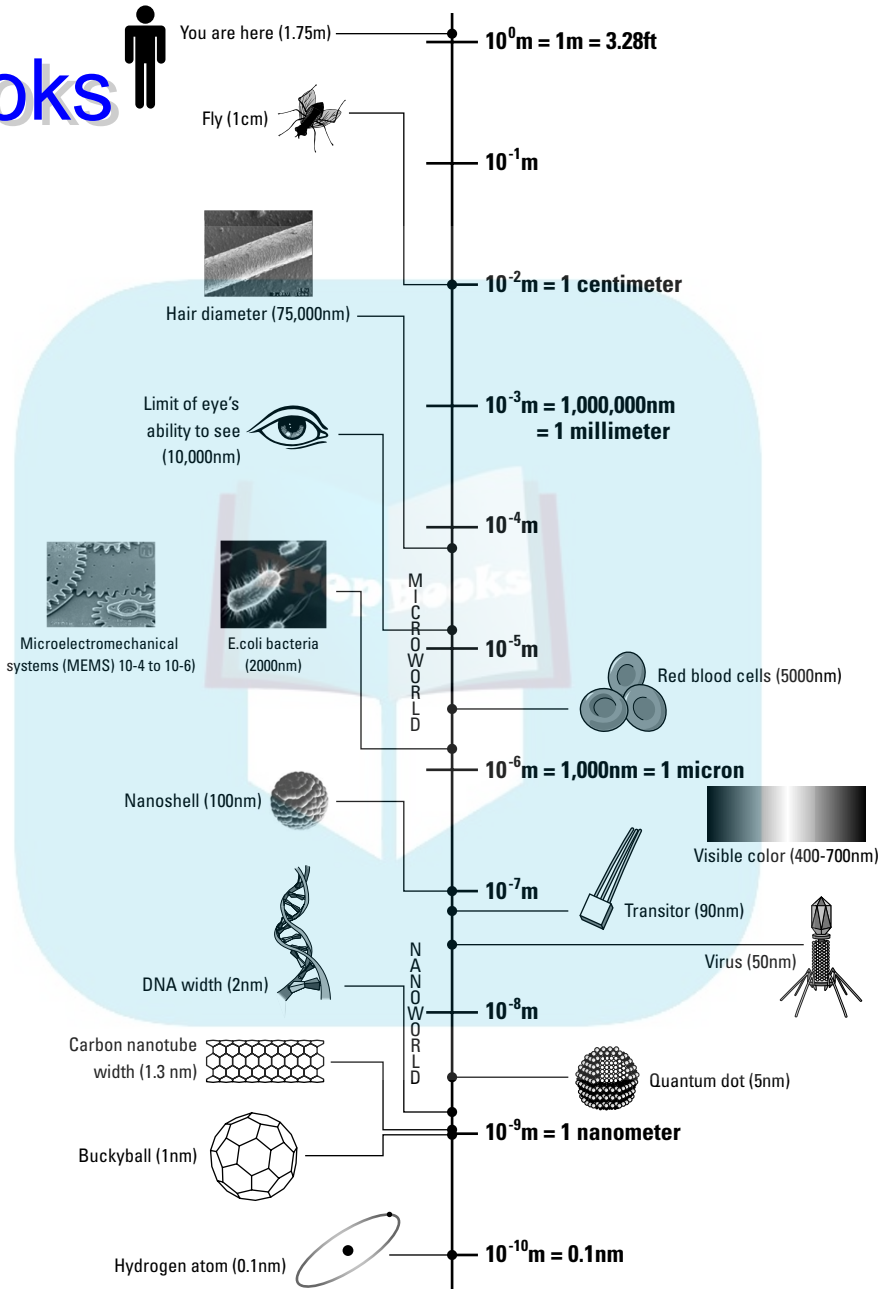 You are here (1.75m)
10⁰m = 1m = 3.28ft
oks
Fly (1cm)
10⁻¹m
10⁻²m = 1 centimeter
Hair diameter (75,000nm)
10⁻³m = 1,000,000nm
= 1 millimeter
Limit of eye's
ability to see
(10,000nm)
10⁻⁴m
PrepBooks
MICROWORLD
Microelectromechanical
systems (MEMS) 10-4 to 10-6)
E.coli bacteria
(2000nm)
10⁻⁵m
Red blood cells (5000nm)
10⁻⁶m = 1,000nm = 1 micron
Nanoshell (100nm)
Visible color (400-700nm)
10⁻⁷m
Transitor (90nm)
NANOWORLD
Virus (50nm)
DNA width (2nm)
10⁻⁸m
Carbon nanotube
width (1.3 nm)
Quantum dot (5nm)
10⁻⁹m = 1 nanometer
Buckyball (1nm)
10⁻¹⁰m = 0.1nm
Hydrogen atom (0.1nm)